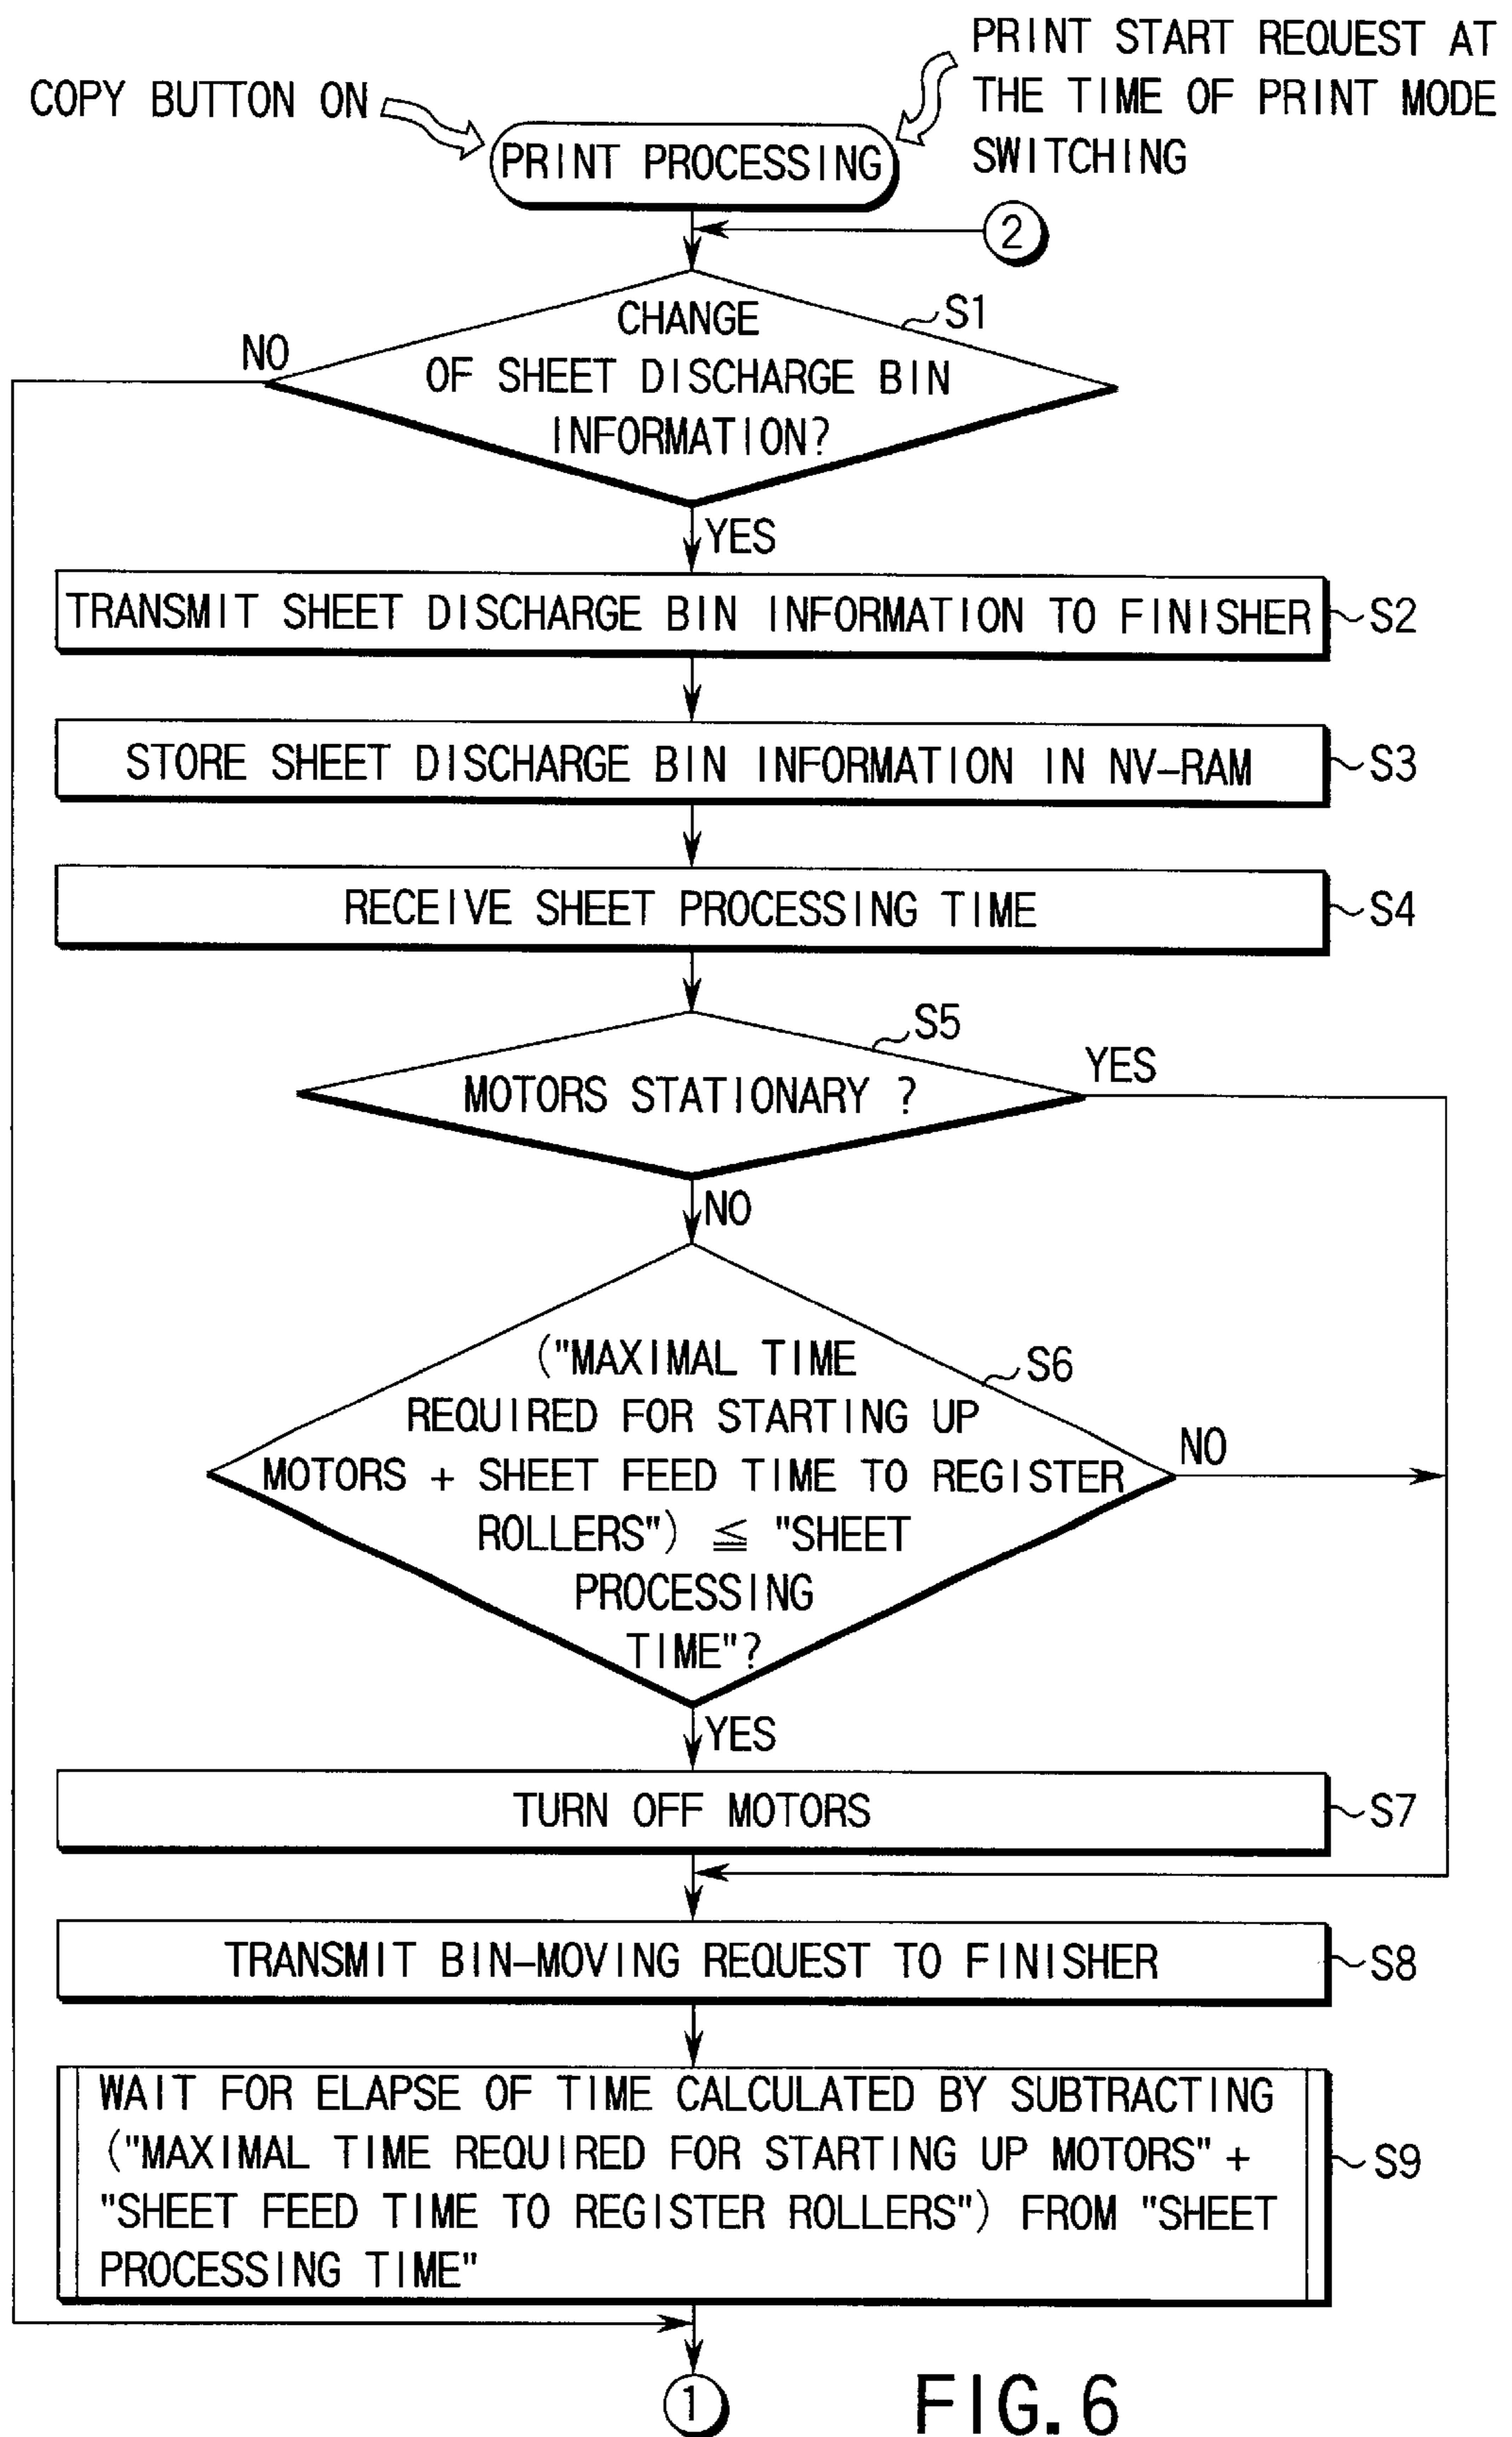 COPY BUTTON ON
PRINT START REQUEST AT
THE TIME OF PRINT MODE
SWITCHING
PRINT PROCESSING
2
S1
CHANGE
OF SHEET DISCHARGE BIN
INFORMATION?
NO
YES
TRANSMIT SHEET DISCHARGE BIN INFORMATION TO FINISHER
S2
STORE SHEET DISCHARGE BIN INFORMATION IN NV-RAM
S3
RECEIVE SHEET PROCESSING TIME
S4
S5
MOTORS STATIONARY ?
YES
NO
S6
("MAXIMAL TIME
REQUIRED FOR STARTING UP
MOTORS + SHEET FEED TIME TO REGISTER
ROLLERS") ≦ "SHEET
PROCESSING
TIME"?
NO
YES
TURN OFF MOTORS
S7
TRANSMIT BIN-MOVING REQUEST TO FINISHER
S8
WAIT FOR ELAPSE OF TIME CALCULATED BY SUBTRACTING
("MAXIMAL TIME REQUIRED FOR STARTING UP MOTORS" +
"SHEET FEED TIME TO REGISTER ROLLERS") FROM "SHEET
PROCESSING TIME"
S9
1
FIG. 6